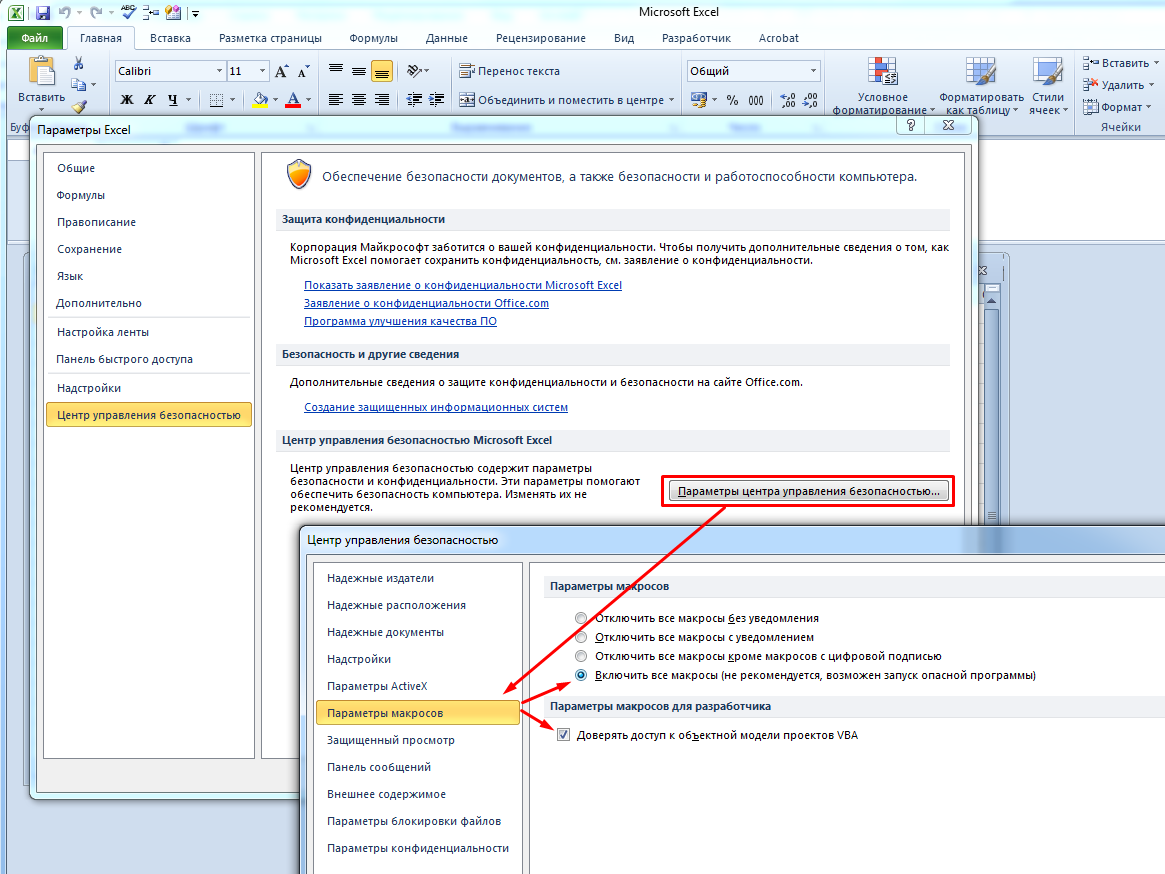 Microsoft Excel
Файл Главная Вставка Разметка страницы Формулы Данные Рецензирование Вид Разработчик Acrobat
Calibri 11 Перенос текста Общий Вставить
Вставить Ж К Ч Объединить и поместить в центре % 000 Условное форматирование Форматировать как таблицу Стили ячеек Удалить
Формат
Ячейки
Параметры Excel
Общие
Формулы
Правописание
Сохранение
Язык
Дополнительно
Настройка ленты
Панель быстрого доступа
Надстройки
Центр управления безопасностью
Обеспечение безопасности документов, а также безопасности и работоспособности компьютера.
Защита конфиденциальности
Корпорация Майкрософт заботится о вашей конфиденциальности. Чтобы получить дополнительные сведения о том, как
Microsoft Excel помогает сохранить конфиденциальность, см. заявление о конфиденциальности.
Показать заявление о конфиденциальности Microsoft Excel
Заявление о конфиденциальности Office.com
Программа улучшения качества ПО
Безопасность и другие сведения
Дополнительные сведения о защите конфиденциальности и безопасности на сайте Office.com.
Создание защищенных информационных систем
Центр управления безопасностью Microsoft Excel
Центр управления безопасностью содержит параметры
безопасности и конфиденциальности. Эти параметры помогают
обеспечить безопасность компьютера. Изменять их не
рекомендуется.
Параметры центра управления безопасностью...
Центр управления безопасностью
Надежные издатели
Надежные расположения
Надежные документы
Надстройки
Параметры ActiveX
Параметры макросов
Защищенный просмотр
Панель сообщений
Внешнее содержимое
Параметры блокировки файлов
Параметры конфиденциальности
Параметры макросов
Отключить все макросы без уведомления
Отключить все макросы с уведомлением
Отключить все макросы кроме макросов с цифровой подписью
Включить все макросы (не рекомендуется, возможен запуск опасной программы)
Параметры макросов для разработчика
Доверять доступ к объектной модели проектов VBA